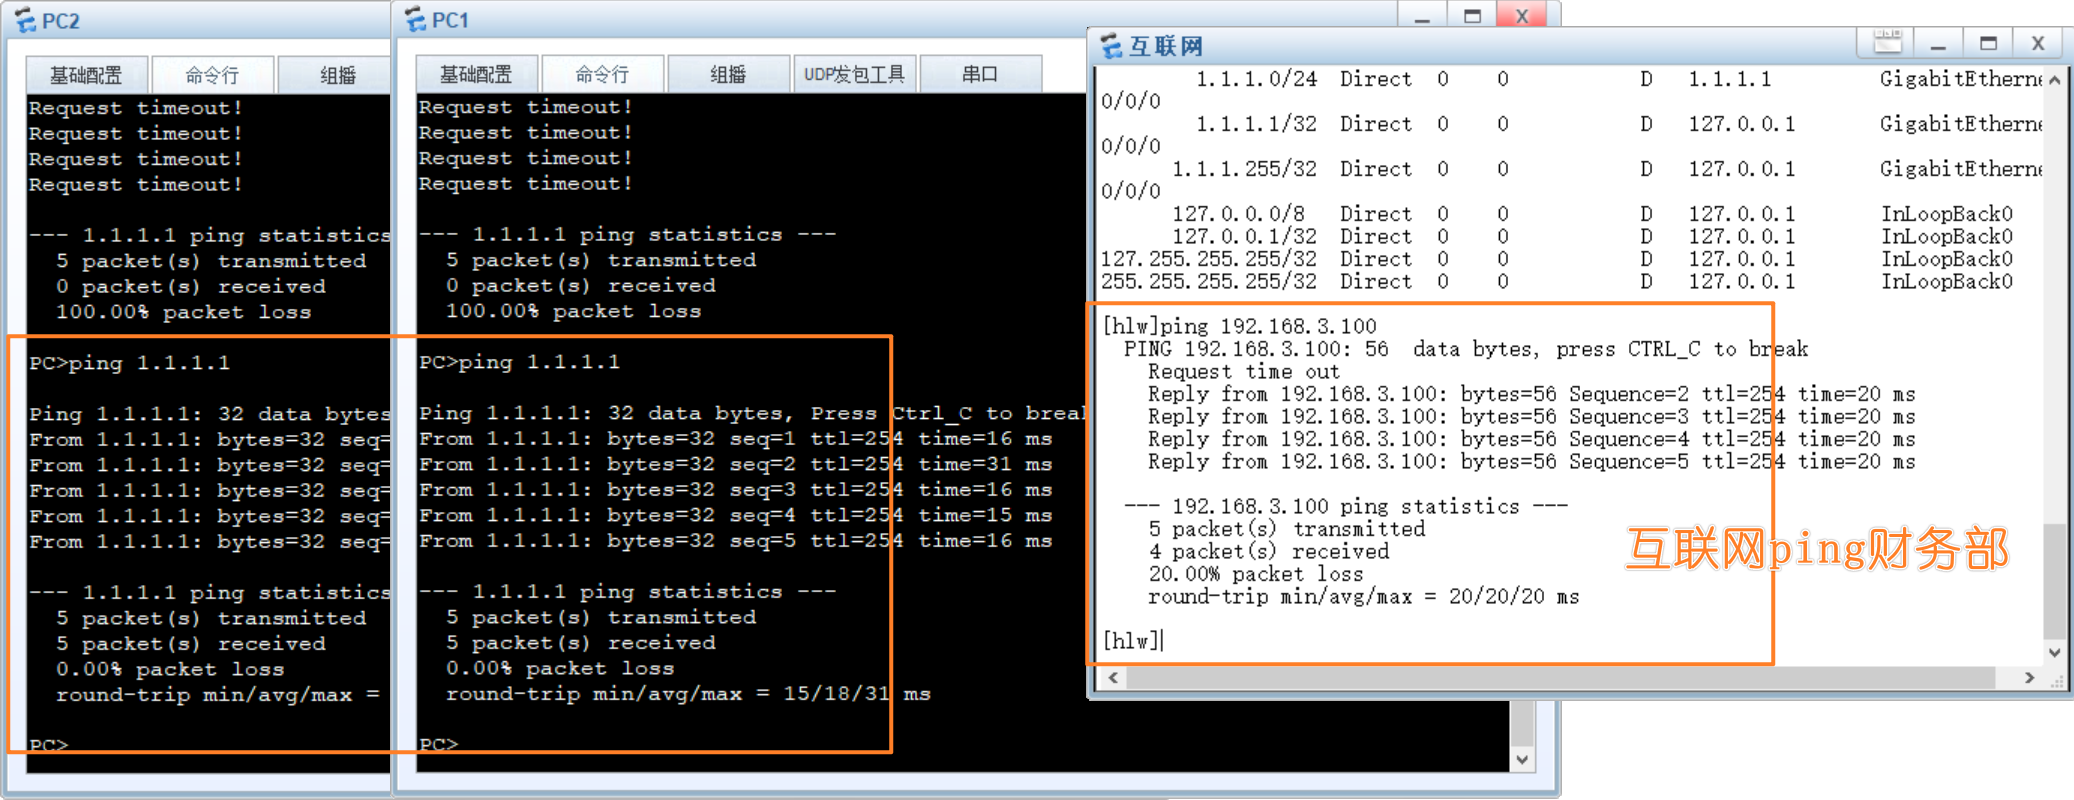 PC2
基础配置 命令行 组播
Request timeout!
Request timeout!
Request timeout!
Request timeout!
--- 1.1.1.1 ping statistics
5 packet(s) transmitted
0 packet(s) received
100.00% packet loss
PC>ping 1.1.1.1
Ping 1.1.1.1: 32 data bytes
From 1.1.1.1: bytes=32 seq=
From 1.1.1.1: bytes=32 seq=
From 1.1.1.1: bytes=32 seq=
From 1.1.1.1: bytes=32 seq=
From 1.1.1.1: bytes=32 seq=
--- 1.1.1.1 ping statistics
5 packet(s) transmitted
5 packet(s) received
0.00% packet loss
round-trip min/avg/max =
PC>
PC1
基础配置 命令行 组播 UDP发包工具 串口
Request timeout!
Request timeout!
Request timeout!
Request timeout!
--- 1.1.1.1 ping statistics ---
5 packet(s) transmitted
0 packet(s) received
100.00% packet loss
PC>ping 1.1.1.1
Ping 1.1.1.1: 32 data bytes, Press Ctrl_C to break
From 1.1.1.1: bytes=32 seq=1 ttl=254 time=16 ms
From 1.1.1.1: bytes=32 seq=2 ttl=254 time=31 ms
From 1.1.1.1: bytes=32 seq=3 ttl=254 time=16 ms
From 1.1.1.1: bytes=32 seq=4 ttl=254 time=15 ms
From 1.1.1.1: bytes=32 seq=5 ttl=254 time=16 ms
--- 1.1.1.1 ping statistics ---
5 packet(s) transmitted
5 packet(s) received
0.00% packet loss
round-trip min/avg/max = 15/18/31 ms
PC>
互联网
1.1.1.0/24 Direct 0 0 D 1.1.1.1 GigabitEtherne
0/0/0
1.1.1.1/32 Direct 0 0 D 127.0.0.1 GigabitEtherne
0/0/0
1.1.1.255/32 Direct 0 0 D 127.0.0.1 GigabitEtherne
0/0/0
127.0.0.0/8 Direct 0 0 D 127.0.0.1 InLoopBack0
127.0.0.1/32 Direct 0 0 D 127.0.0.1 InLoopBack0
127.255.255.255/32 Direct 0 0 D 127.0.0.1 InLoopBack0
255.255.255.255/32 Direct 0 0 D 127.0.0.1 InLoopBack0
[hlw]ping 192.168.3.100
PING 192.168.3.100: 56 data bytes, press CTRL_C to break
Request time out
Reply from 192.168.3.100: bytes=56 Sequence=2 ttl=254 time=20 ms
Reply from 192.168.3.100: bytes=56 Sequence=3 ttl=254 time=20 ms
Reply from 192.168.3.100: bytes=56 Sequence=4 ttl=254 time=20 ms
Reply from 192.168.3.100: bytes=56 Sequence=5 ttl=254 time=20 ms
--- 192.168.3.100 ping statistics ---
5 packet(s) transmitted
4 packet(s) received
20.00% packet loss
round-trip min/avg/max = 20/20/20 ms
[hlw]
互联网ping财务部